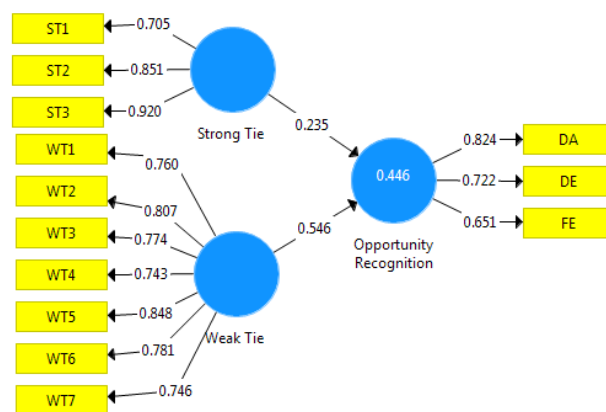 ST1
0.705
ST2
0.851
ST3
0.920
Strong Tie
0.235
WT1
0.760
WT2
0.807
WT3
0.774
WT4
0.743
WT5
0.848
WT6
0.781
WT7
0.746
Weak Tie
0.546
0.446
Opportunity
Recognition
0.824
DA
0.722
DE
0.651
FE